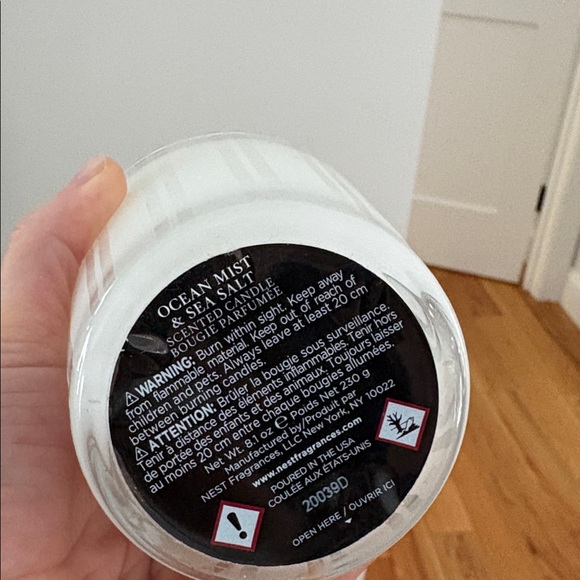 OCEAN MIST
& SEA SALT
SCENTED CANDLE
BOUGIE PARFUMÉE
⚠WARNING: Burn within sight. Keep away
from flammable material. Keep out of reach of
children and pets. Always leave at least 20 cm
between burning candles.
⚠ATTENTION: Brûler la bougie sous surveillance.
Tenir à distance des éléments inflammables. Tenir hors
de portée des enfants et des animaux. Toujours laisser
au moins 20 cm entre chaque bougies allumées.
Net Wt. 8.1 oz ℮ Poids Net 230 g
Manufactured by/Produit par:
NEST Fragrances, LLC New York, NY 10022
www.nestfragrances.com
POURED IN THE USA
COULÉE AUX ÉTATS-UNIS
20039D
OPEN HERE / OUVRIR ICI